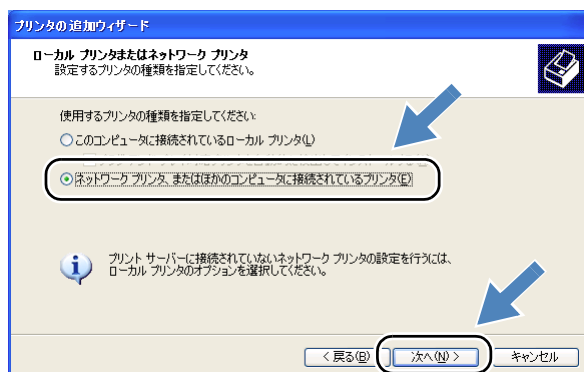 プリンタの追加ウィザード
ローカル プリンタまたはネットワーク プリンタ
設定するプリンタの種類を指定してください。
使用するプリンタの種類を指定してください:
このコンピュータに接続されているローカル プリンタ(L)
ネットワーク プリンタ、またはほかのコンピュータに接続されているプリンタ(E)
プリント サーバーに接続されていないネットワーク プリンタの設定を行うには、
ローカル プリンタのオプションを選択してください。
< 戻る(B)
次へ(N) >
キャンセル